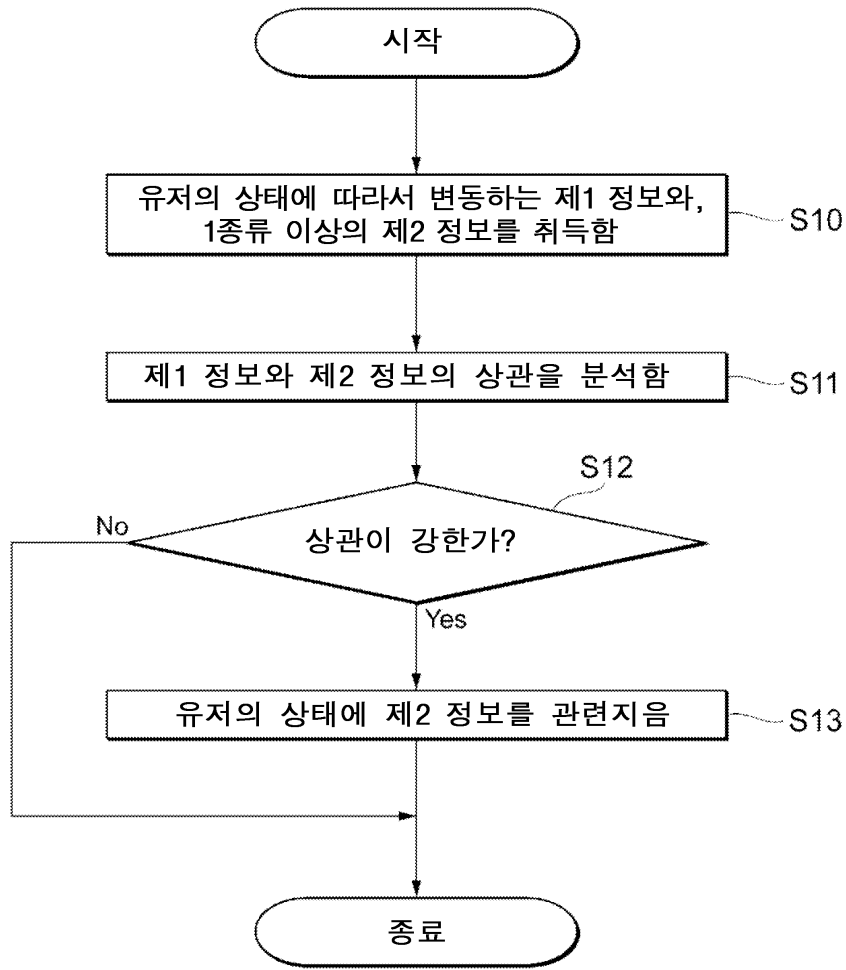 시작
유저의 상태에 따라서 변동하는 제1 정보와,
1종류 이상의 제2 정보를 취득함
S10
제1 정보와 제2 정보의 상관을 분석함
S11
S12
No
상관이 강한가?
Yes
유저의 상태에 제2 정보를 관련지음
S13
종료